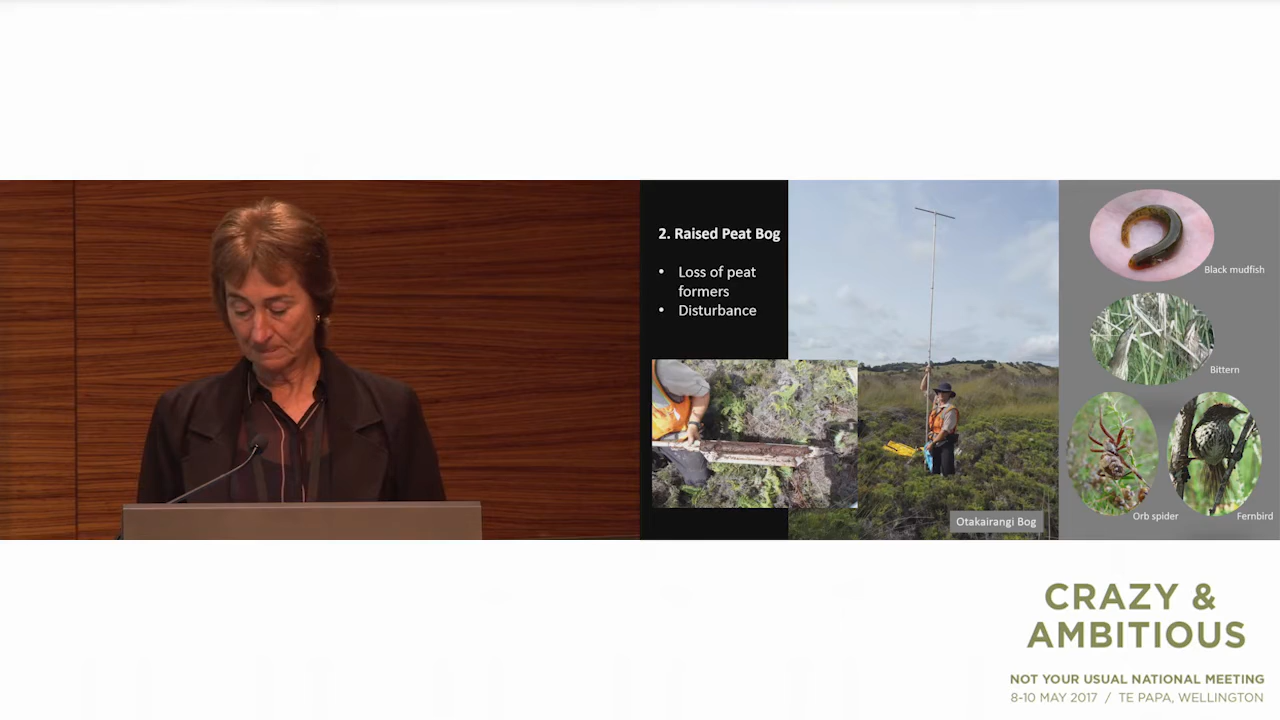 2. Raised Peat Bog
• Loss of peat
formers
• Disturbance
Otakairangi Bog
Black mudfish
Bittern
Orb spider
Fernbird
CRAZY &
AMBITIOUS
NOT YOUR USUAL NATIONAL MEETING
8-10 MAY 2017 / TE PAPA, WELLINGTON